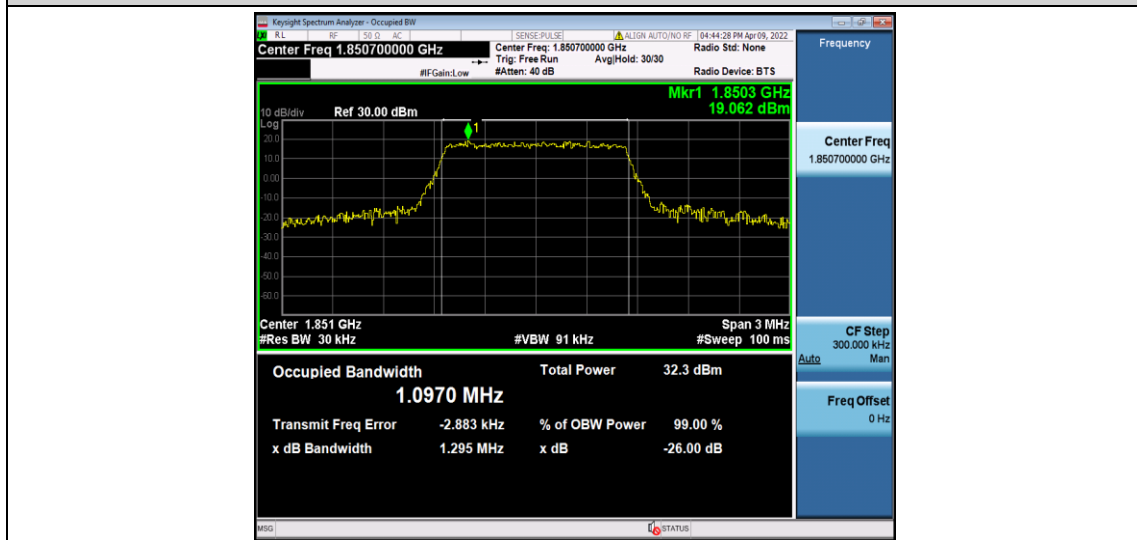 Keysight Spectrum Analyzer - Occupied BW
RL RF 50 Ω AC SENSE:PULSE ALIGN AUTO/NO RF 04:44:28 PM Apr 09, 2022
Center Freq 1.850700000 GHz Center Freq: 1.850700000 GHz Radio Std: None
Trig: Free Run Avg|Hold: 30/30
#IFGain:Low #Atten: 40 dB Radio Device: BTS
Frequency
Mkr1 1.8503 GHz
19.062 dBm
10 dB/div Ref 30.00 dBm
Log
1
20.0
10.0
0.00
-10.0
-20.0
-30.0
-40.0
-50.0
-60.0
Center Freq
1.850700000 GHz
Center 1.851 GHz Span 3 MHz
#Res BW 30 kHz #VBW 91 kHz #Sweep 100 ms
CF Step
300.000 kHz
Auto Man
Occupied Bandwidth Total Power 32.3 dBm
1.0970 MHz
Freq Offset
0 Hz
Transmit Freq Error -2.883 kHz % of OBW Power 99.00 %
x dB Bandwidth 1.295 MHz x dB -26.00 dB
MSG STATUS